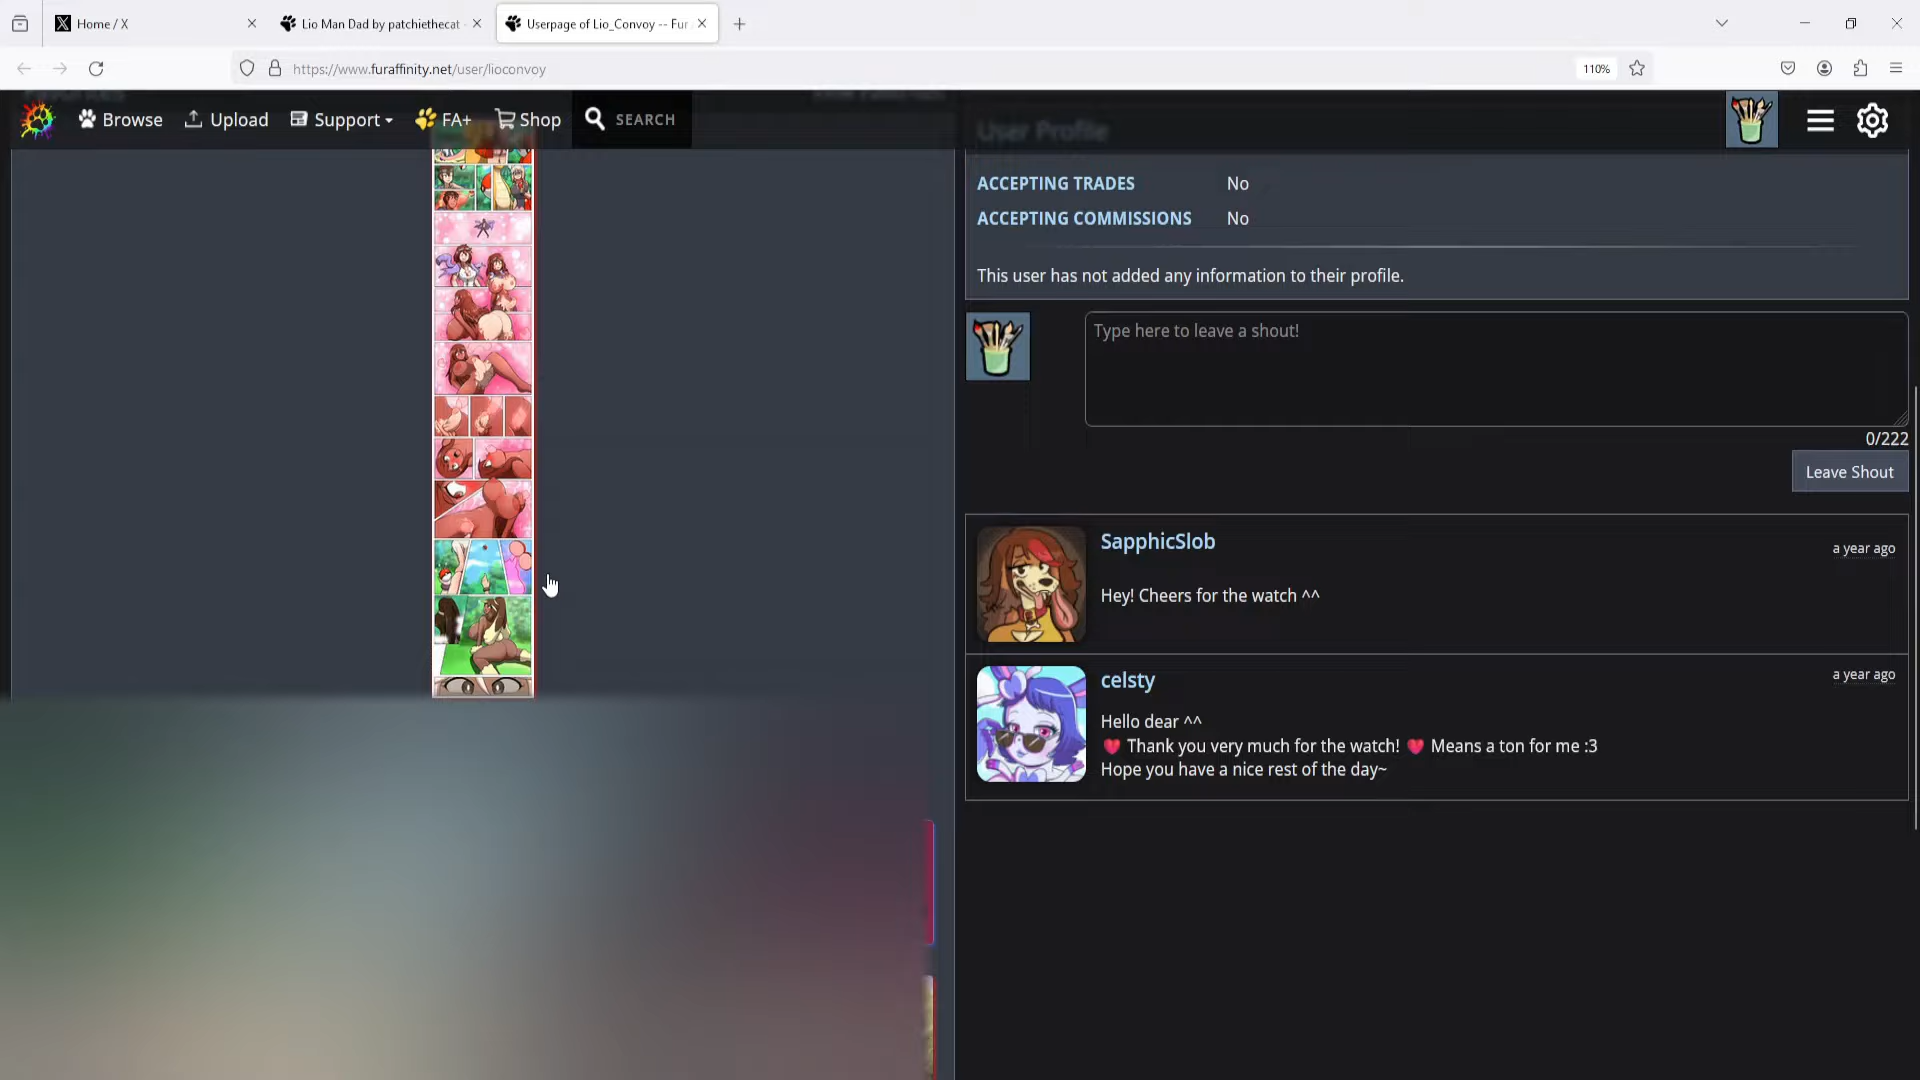 Home / X
Lio Man Dad by patchiethecat
Userpage of Lio_Convoy -- Fur
https://www.furaffinity.net/user/lioconvoy
110%
Browse
Upload
Support
FA+
Shop
SEARCH
User Profile
ACCEPTING TRADES No
ACCEPTING COMMISSIONS No
This user has not added any information to their profile.
Type here to leave a shout!
0/222
Leave Shout
SapphicSlob
a year ago
Hey! Cheers for the watch ^^
celsty
a year ago
Hello dear ^^
Thank you very much for the watch! Means a ton for me :3
Hope you have a nice rest of the day~